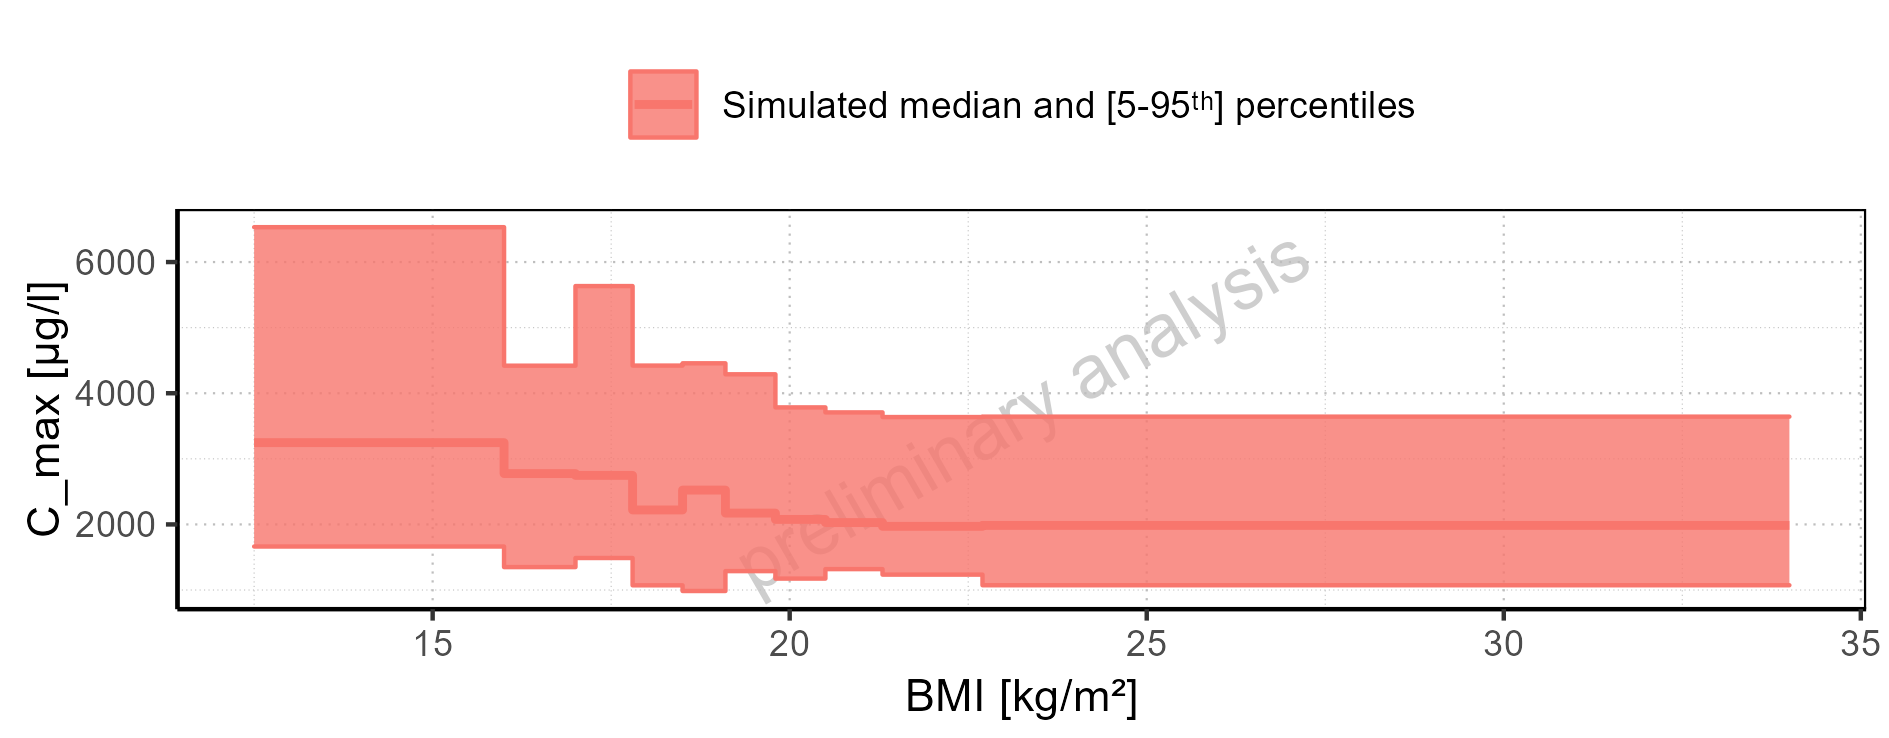 Simulated median and [5-95ᵗʰ] percentiles
6000
4000
2000
C_max [µg/l]
preliminary analysis
15 20 25 30 35
BMI [kg/m²]